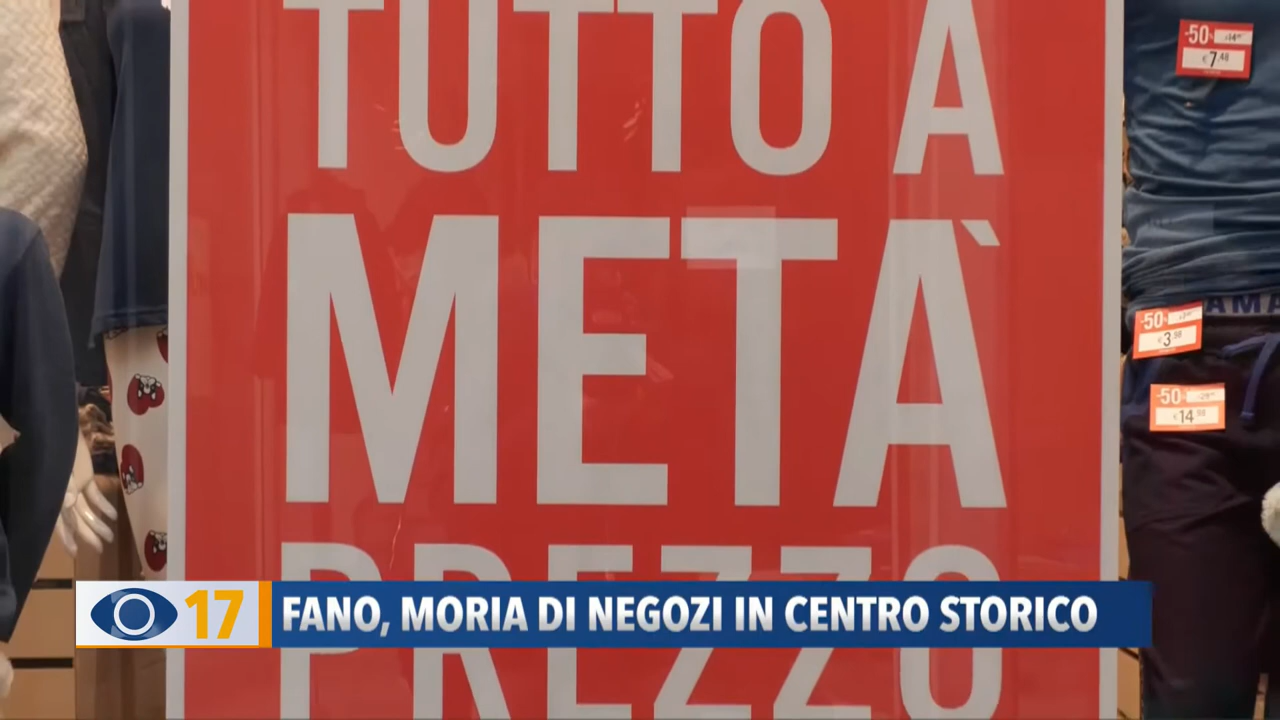 TUTTO A
METÀ
PREZZO
-50%
€7,48
AMA
-50%
€3,98
-50%
€14,98
17
FANO, MORIA DI NEGOZI IN CENTRO STORICO